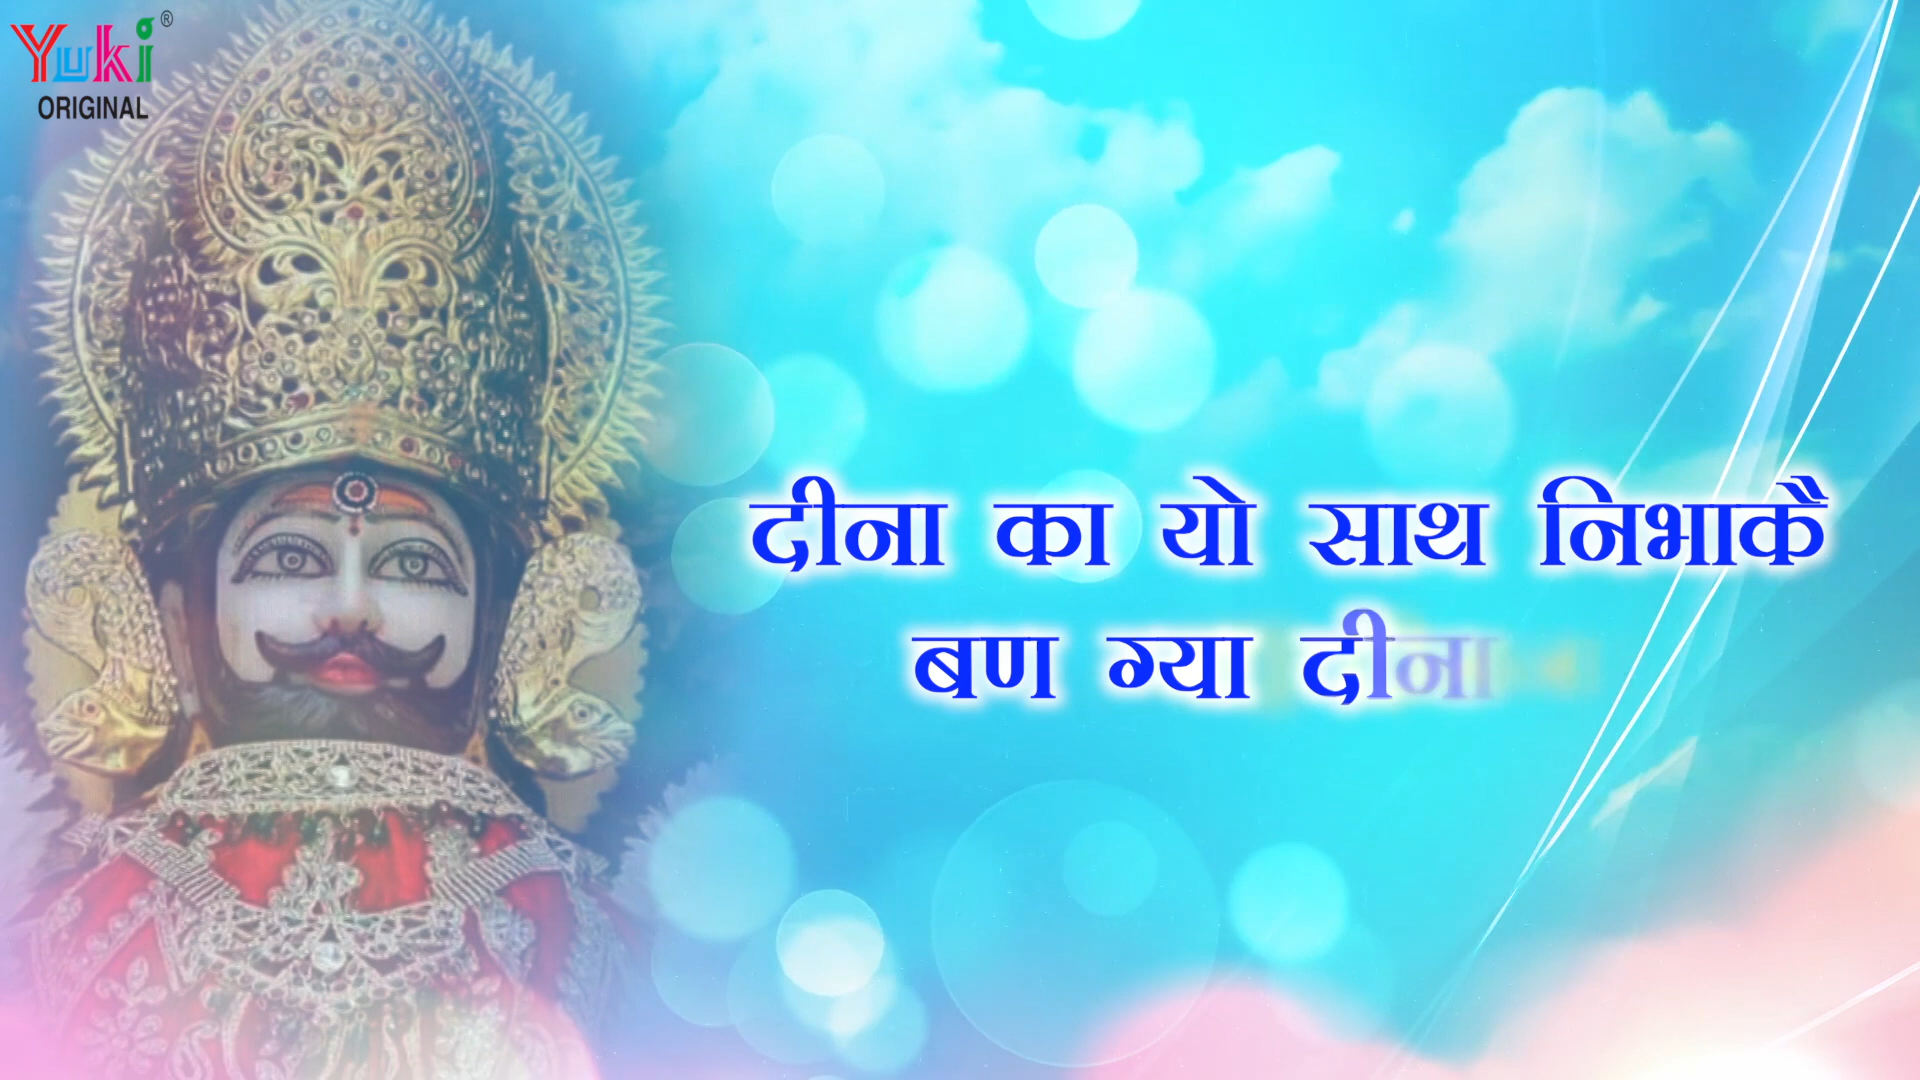 Yuki®
ORIGINAL
दीना का यो साथ निभाकै
बण ग्या दीना